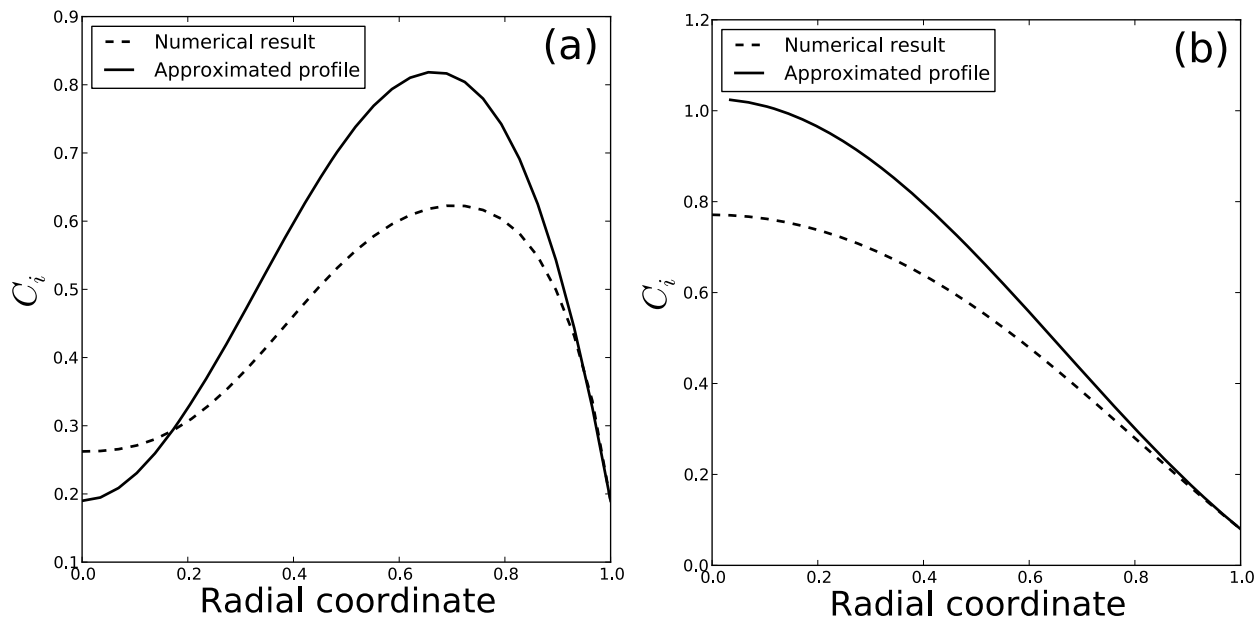 (a)
Numerical result
Approximated profile
0.9
0.8
0.7
0.6
0.5
0.4
0.3
0.2
0.1
C_i
0.0 0.2 0.4 0.6 0.8 1.0
Radial coordinate
(b)
Numerical result
Approximated profile
1.2
1.0
0.8
0.6
0.4
0.2
0.0
C_i
0.0 0.2 0.4 0.6 0.8 1.0
Radial coordinate